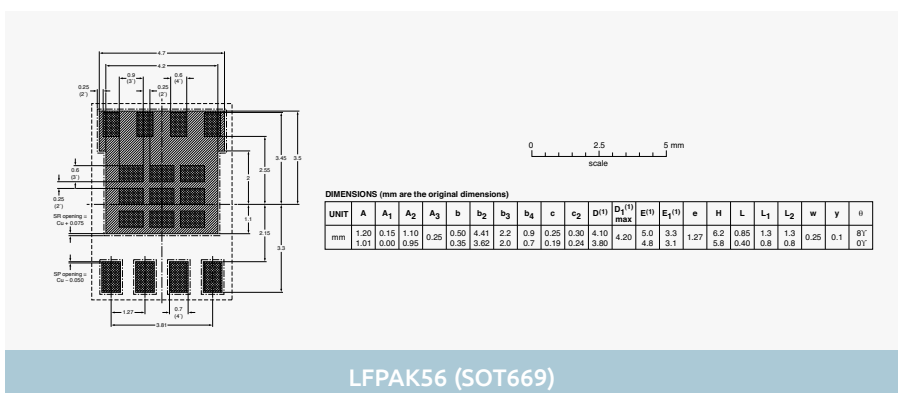 4.7
4.2
0.9
(3´)
0.6
(4´)
0.25
(2´)
0.25
(2´)
0.6
(3´)
0.25
(2´)
SR opening =
Cu + 0.075
SP opening =
Cu – 0.050
2
1.1
2.55
2.15
3.45
3.5
3.3
1.27
0.7
(4´)
3.81
0 2.5 5 mm
scale
DIMENSIONS (mm are the original dimensions)
UNIT A A1 A2 A3 b b2 b3 b4 c c2 D(1) D1(1) max E(1) E1(1) e H L L1 L2 w y θ
mm 1.20 1.01 0.15 0.00 1.10 0.95 0.25 0.50 0.35 4.41 3.62 2.2 2.0 0.9 0.7 0.25 0.19 0.30 0.24 4.10 3.80 4.20 5.0 4.8 3.3 3.1 1.27 6.2 5.8 0.85 0.40 1.3 0.8 1.3 0.8 0.25 0.1 8ϒ 0ϒ
LFPAK56 (SOT669)